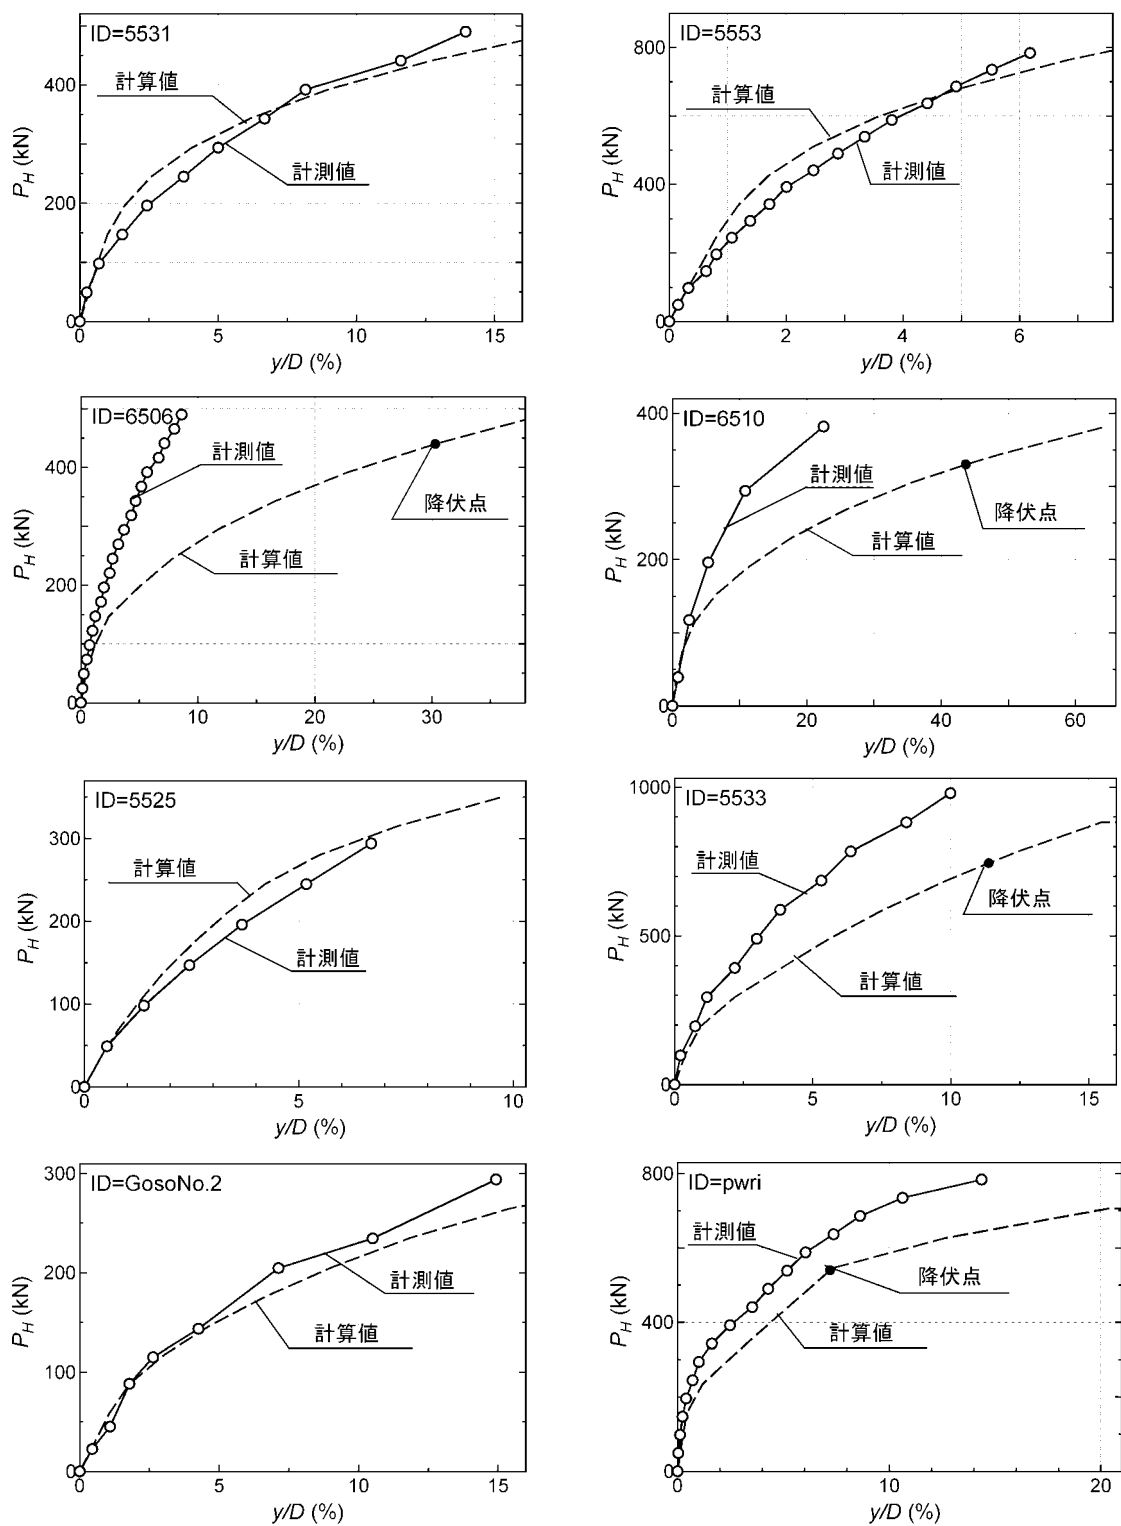 ID=5531
計算値
計測値
400
200
0
0 5 10 15
P_H (kN)
y/D (%)
ID=5553
計算値
計測値
800
400
0
0 2 4 6
P_H (kN)
y/D (%)
ID=6506
計測値
降伏点
計算値
400
200
0
0 10 20 30
P_H (kN)
y/D (%)
ID=6510
計測値
降伏点
計算値
400
200
0
0 20 40 60
P_H (kN)
y/D (%)
ID=5525
計算値
計測値
300
200
100
0
0 5 10
P_H (kN)
y/D (%)
ID=5533
計測値
降伏点
計算値
1000
500
0
0 5 10 15
P_H (kN)
y/D (%)
ID=GosoNo.2
計測値
計算値
300
200
100
0
0 5 10 15
P_H (kN)
y/D (%)
ID=pwri
計測値
降伏点
計算値
800
400
0
0 10 20
P_H (kN)
y/D (%)